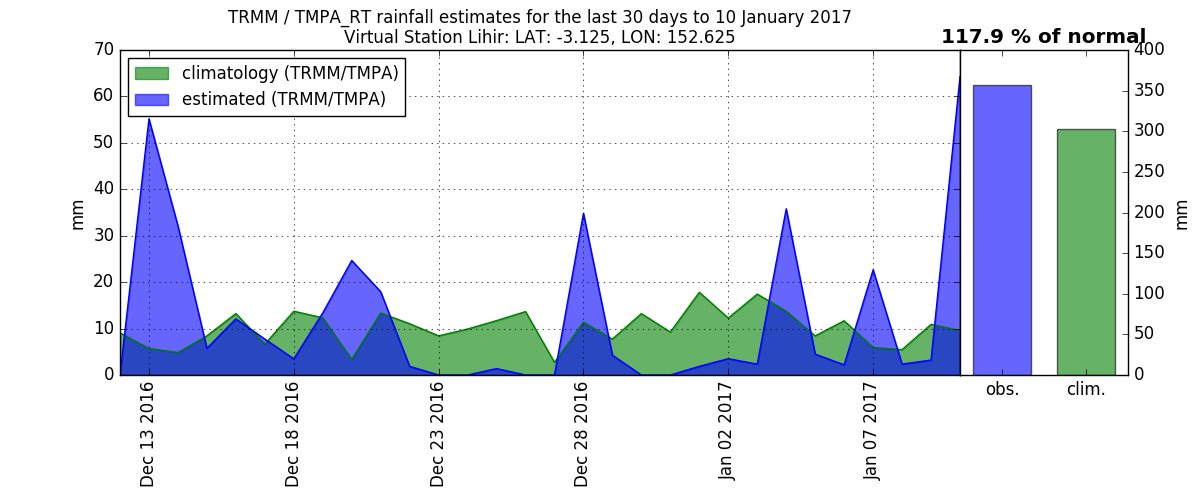 TRMM / TMPA_RT rainfall estimates for the last 30 days to 10 January 2017
Virtual Station Lihir: LAT: -3.125, LON: 152.625
117.9 % of normal
climatology (TRMM/TMPA)
estimated (TRMM/TMPA)
70
60
50
40
30
20
10
0
mm
Dec 13 2016
Dec 18 2016
Dec 23 2016
Dec 28 2016
Jan 02 2017
Jan 07 2017
obs.
clim.
400
350
300
250
200
150
100
50
0
mm